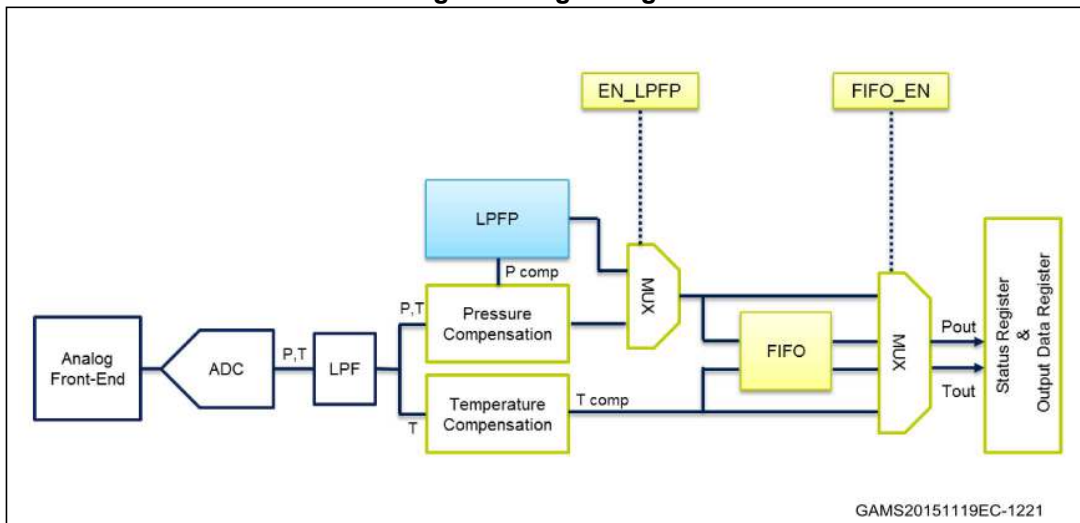 EN_LPFP
FIFO_EN
LPFP
P comp
P,T
Pressure
Compensation
MUX
Analog
Front-End
ADC
P,T
LPF
FIFO
MUX
Pout
Tout
Status Register
&
Output Data Register
T
Temperature
Compensation
T comp
GAMS20151119EC-1221